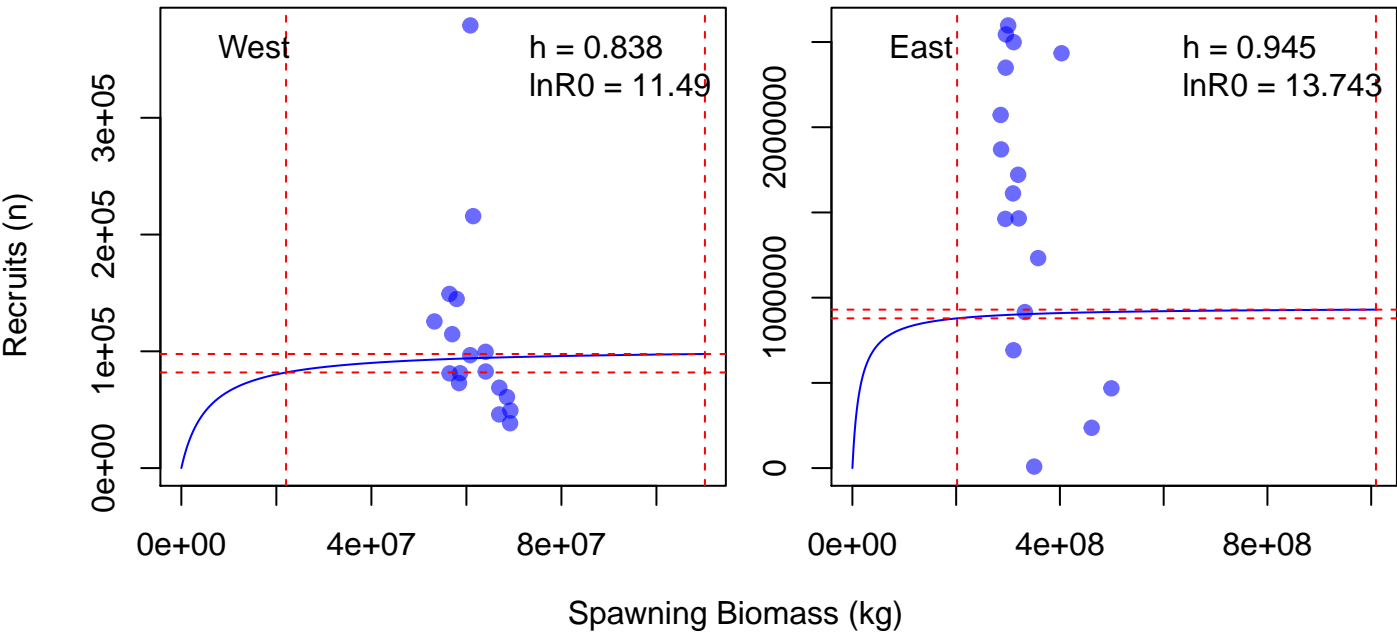 West
h = 0.838
lnR0 = 11.49
East
h = 0.945
lnR0 = 13.743
Recruits (n)
3e+05
2e+05
1e+05
0e+00
2000000
1000000
0
0e+00 4e+07 8e+07
0e+00 4e+08 8e+08
Spawning Biomass (kg)